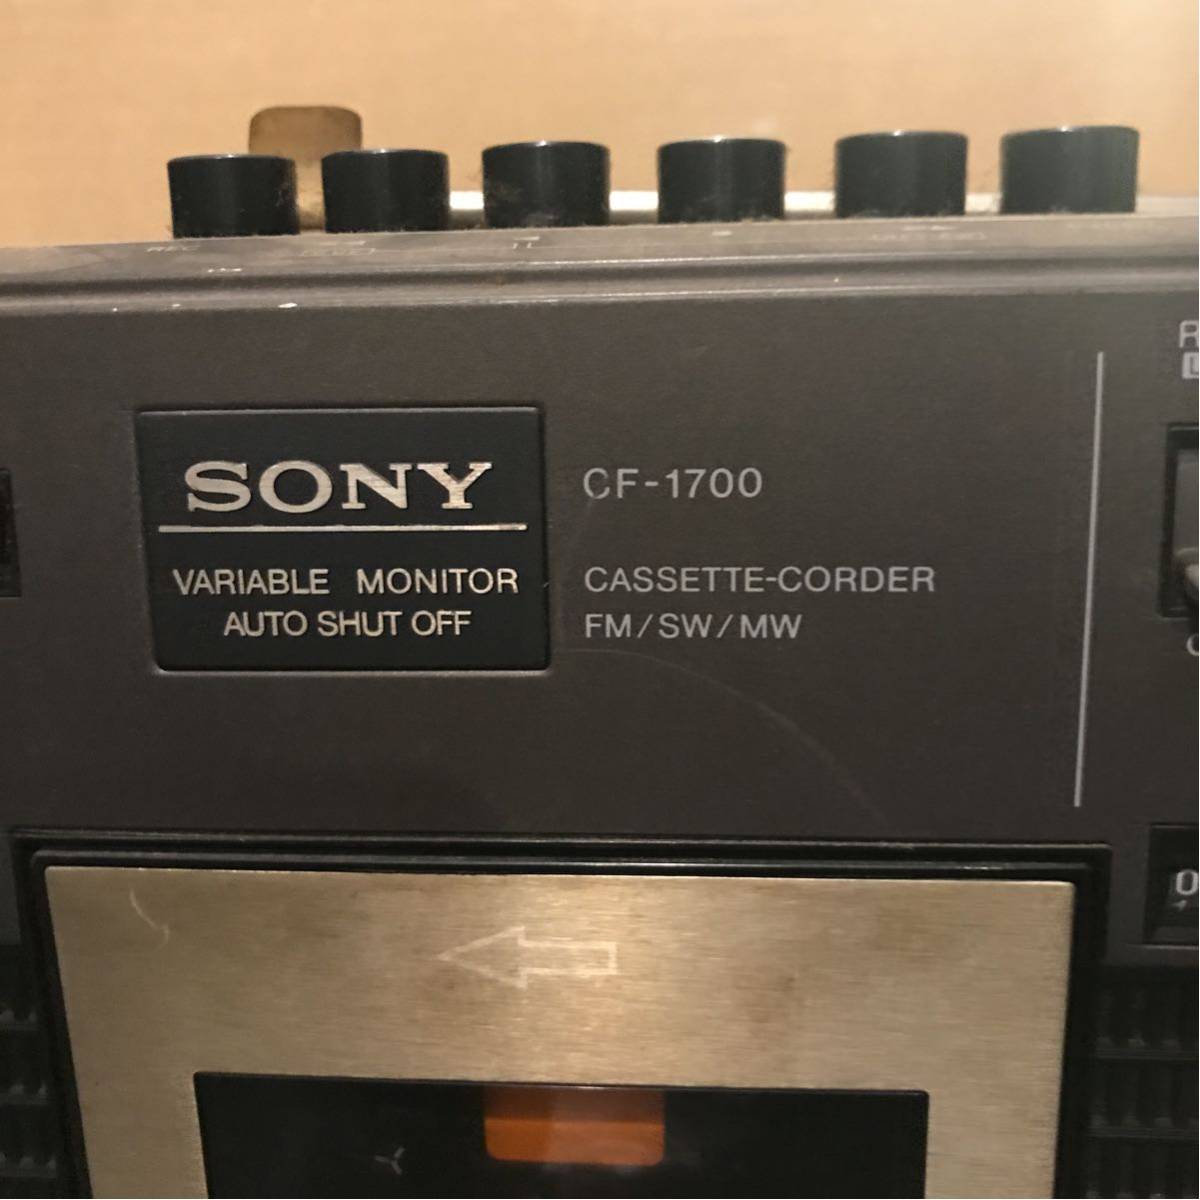 SONY
VARIABLE MONITOR
AUTO SHUT OFF
CF-1700
CASSETTE-CORDER
FM/SW/MW